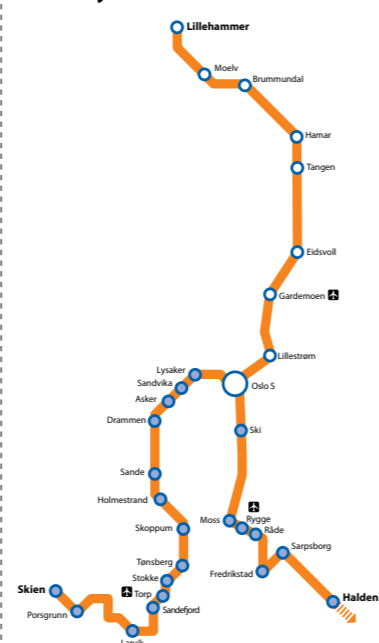 Lillehammer
Moelv
Brummundal
Hamar
Tangen
Eidsvoll
Gardemoen
Lillestrøm
Lysaker
Oslo S
Sandvika
Asker
Drammen
Ski
Sande
Holmestrand
Moss
Rygge
Skoppum
Råde
Sarpsborg
Tønsberg
Fredrikstad
Stokke
Skien
Torp
Halden
Porsgrunn
Sandefjord